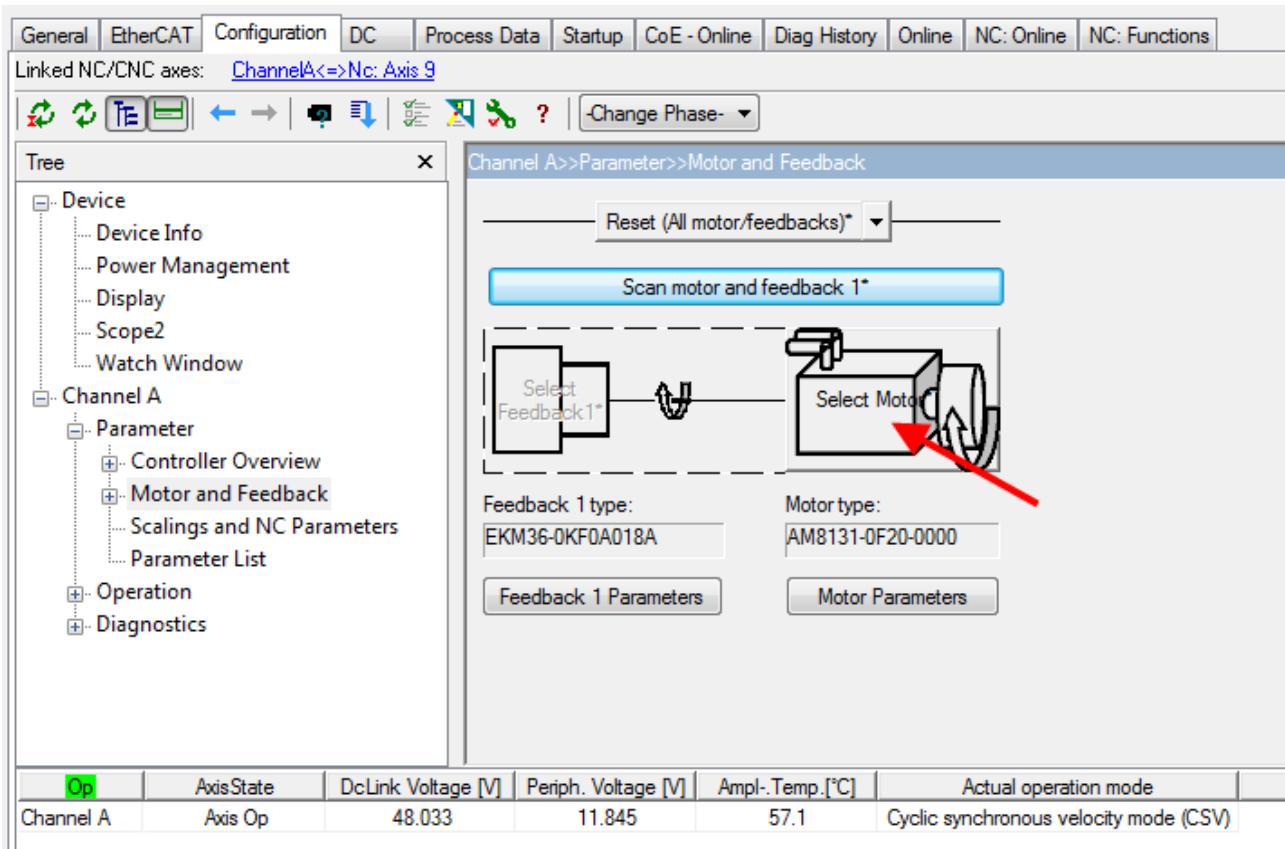 General EtherCAT Configuration DC Process Data Startup CoE - Online Diag History Online NC: Online NC: Functions
Linked NC/CNC axes: ChannelA<=>Nc: Axis 9
TE ? -Change Phase-
Tree ×
Device
Device Info
Power Management
Display
Scope2
Watch Window
Channel A
Parameter
Controller Overview
Motor and Feedback
Scalings and NC Parameters
Parameter List
Operation
Diagnostics
Channel A>>Parameter>>Motor and Feedback
Reset (All motor/feedbacks)*
Scan motor and feedback 1*
Select
Feedback1*
Select Motor
Feedback 1 type: Motor type:
EKM36-0KF0A018A AM8131-0F20-0000
Feedback 1 Parameters Motor Parameters
Op AxisState DcLink Voltage [V] Periph. Voltage [V] Ampl-.Temp.[°C] Actual operation mode
Channel A Axis Op 48.033 11.845 57.1 Cyclic synchronous velocity mode (CSV)